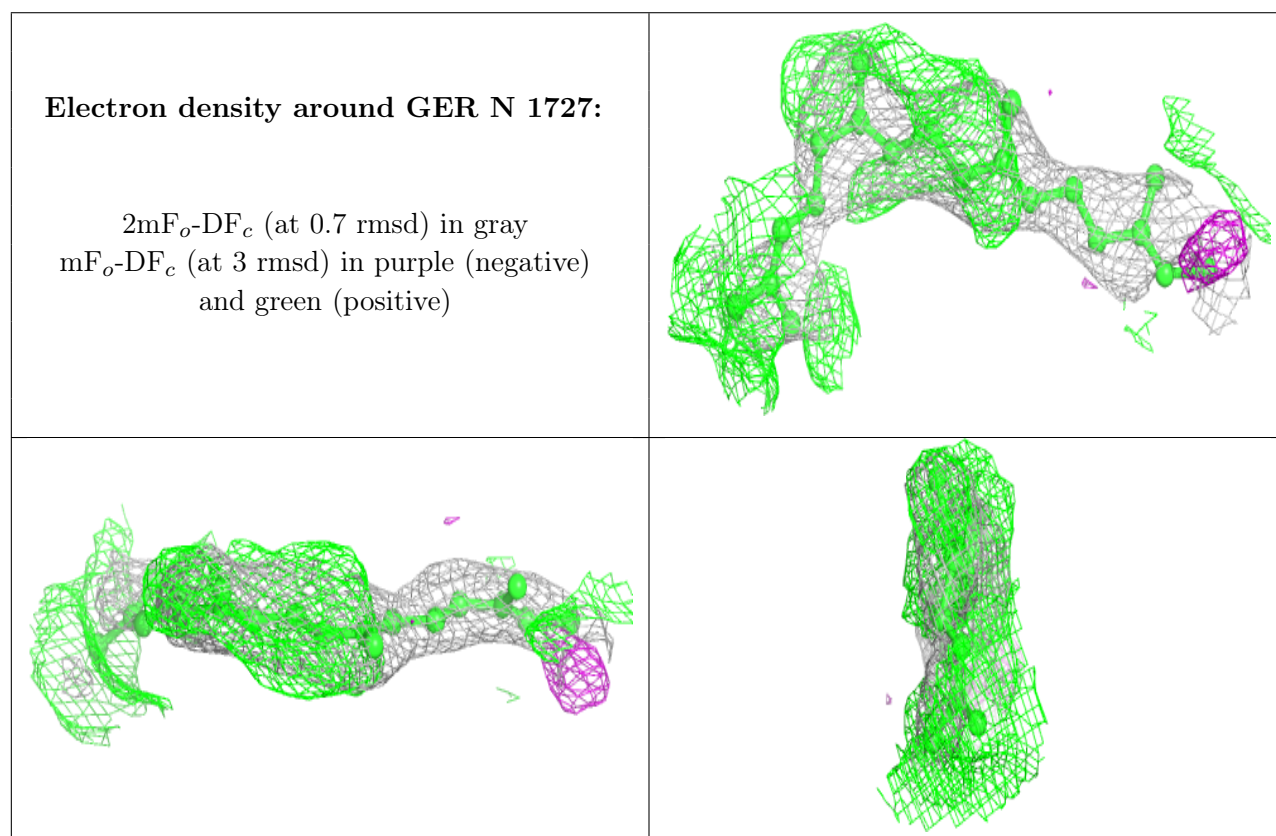 Electron density around GER N 1727:
2mFo-DFc (at 0.7 rmsd) in gray
mFo-DFc (at 3 rmsd) in purple (negative)
and green (positive)